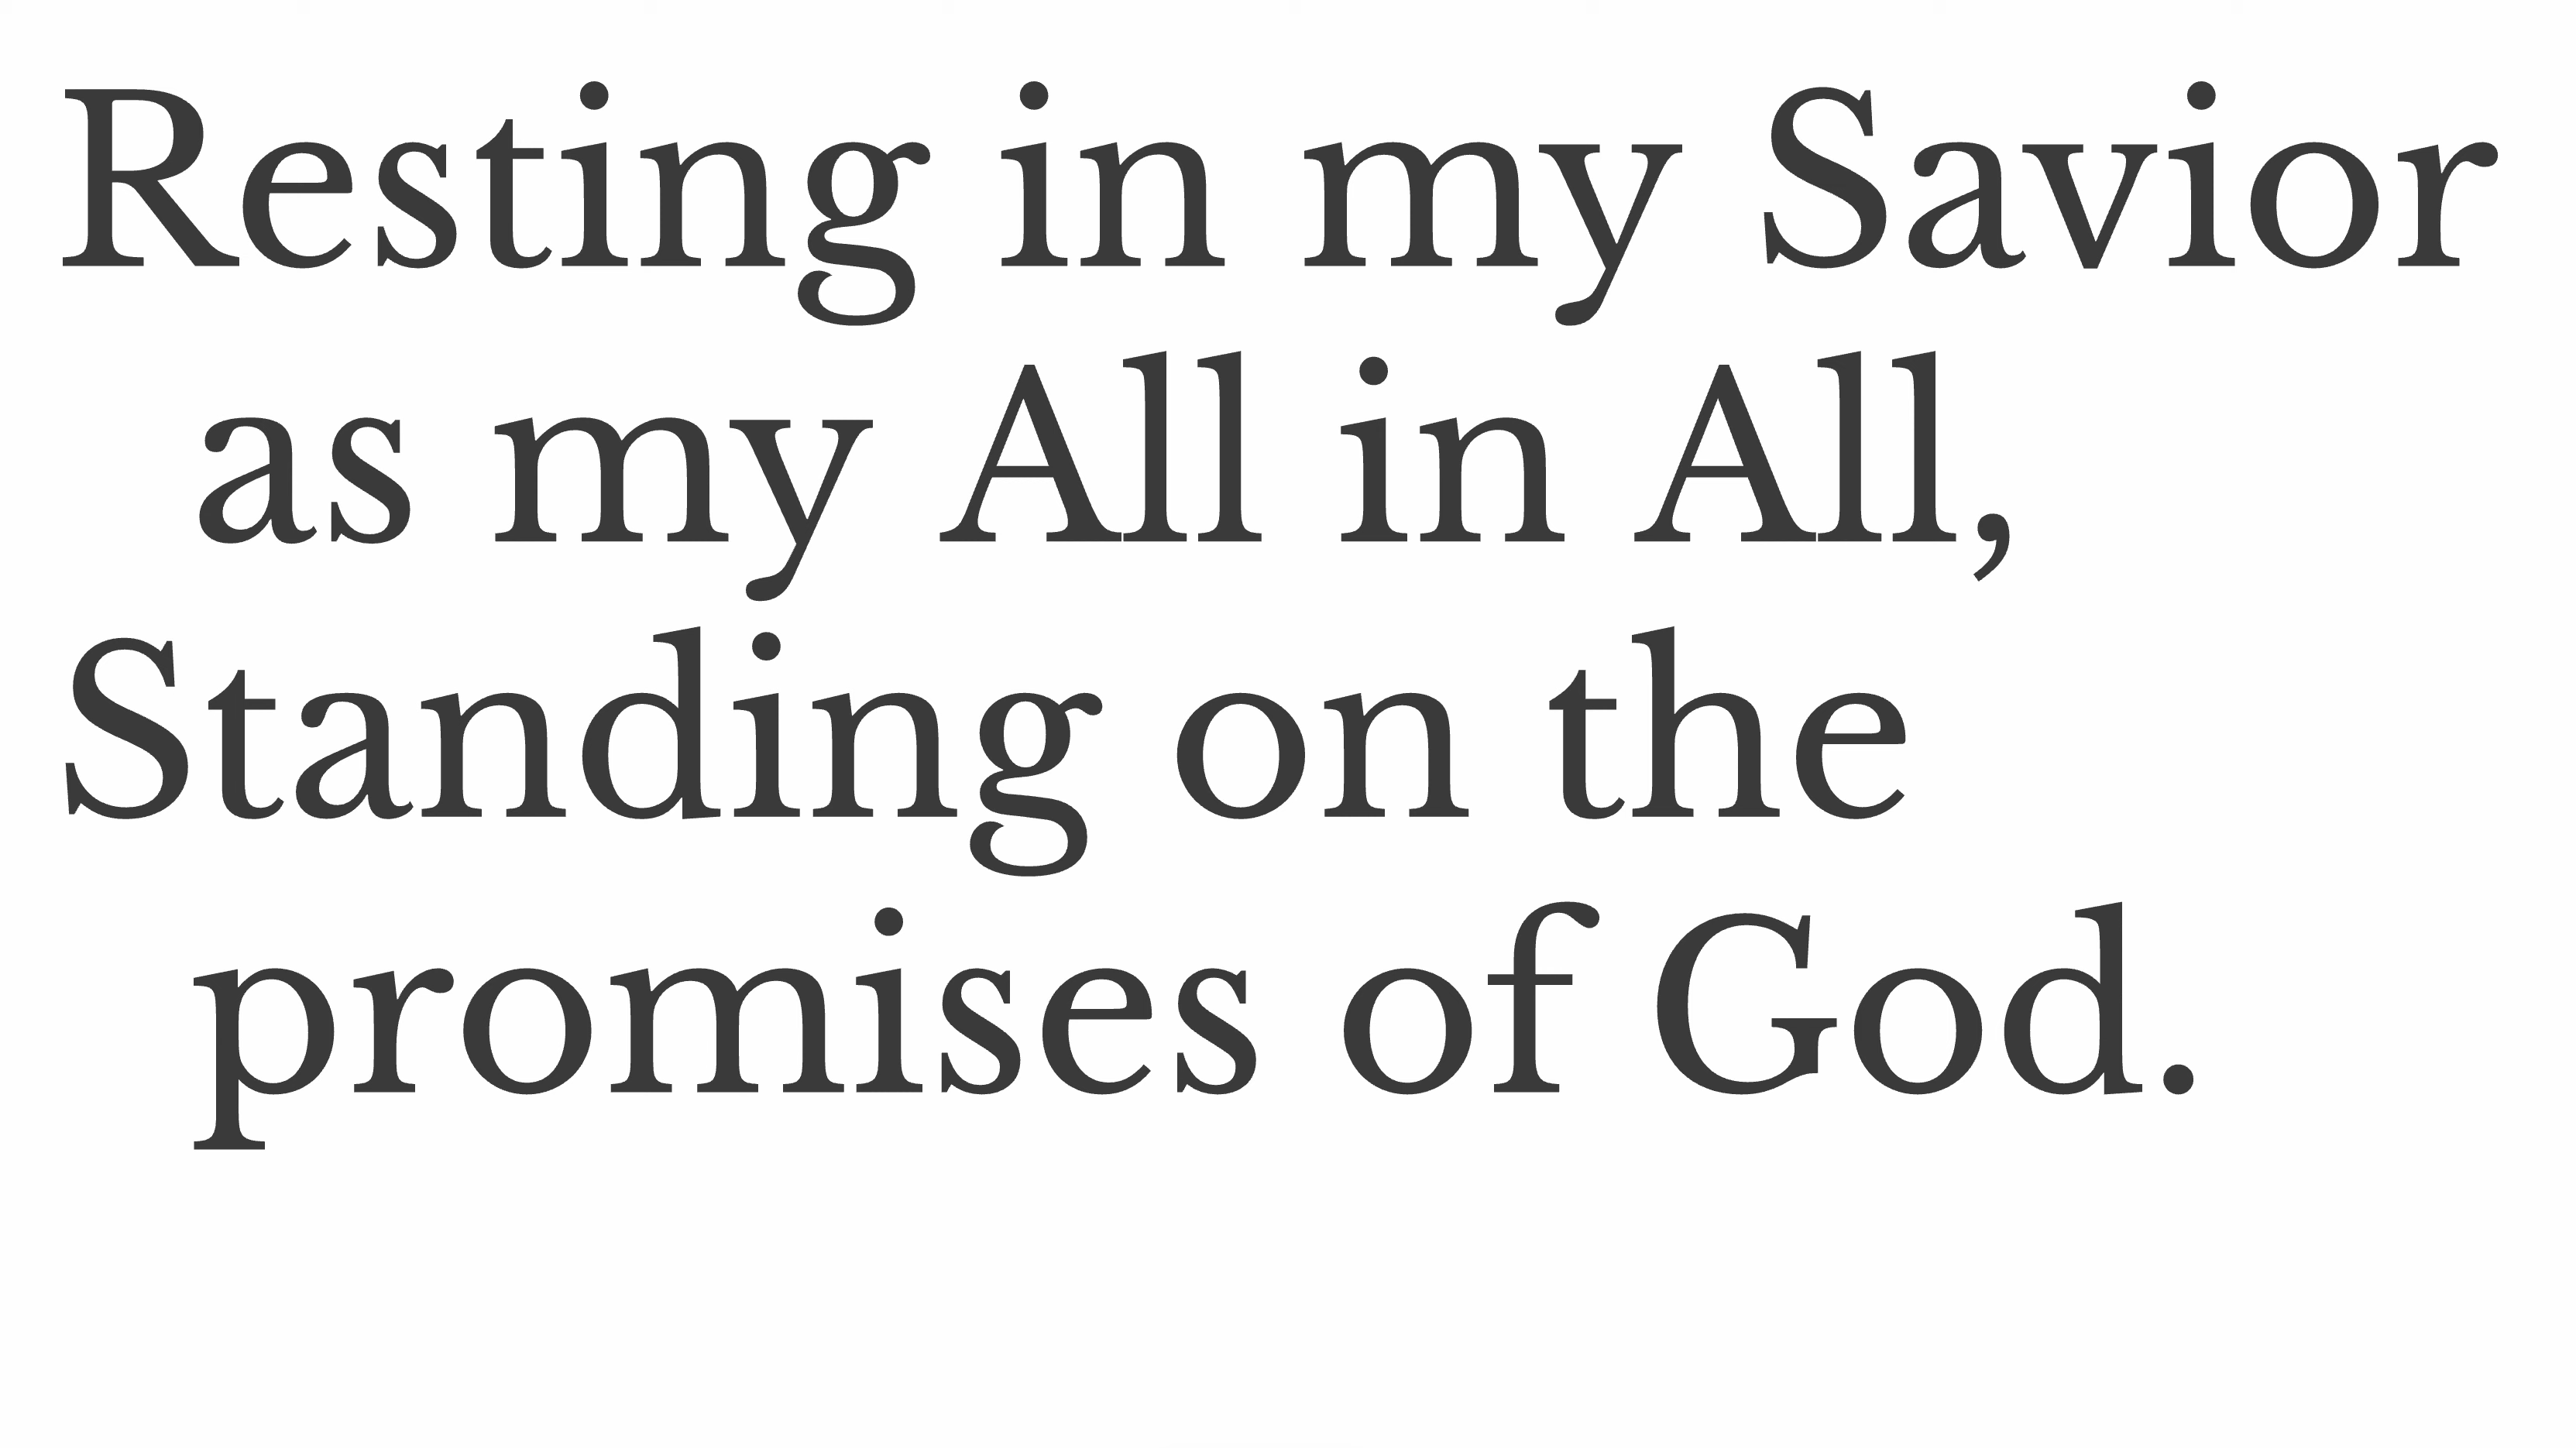 Resting in my Savior
as my All in All,
Standing on the
promises of God.